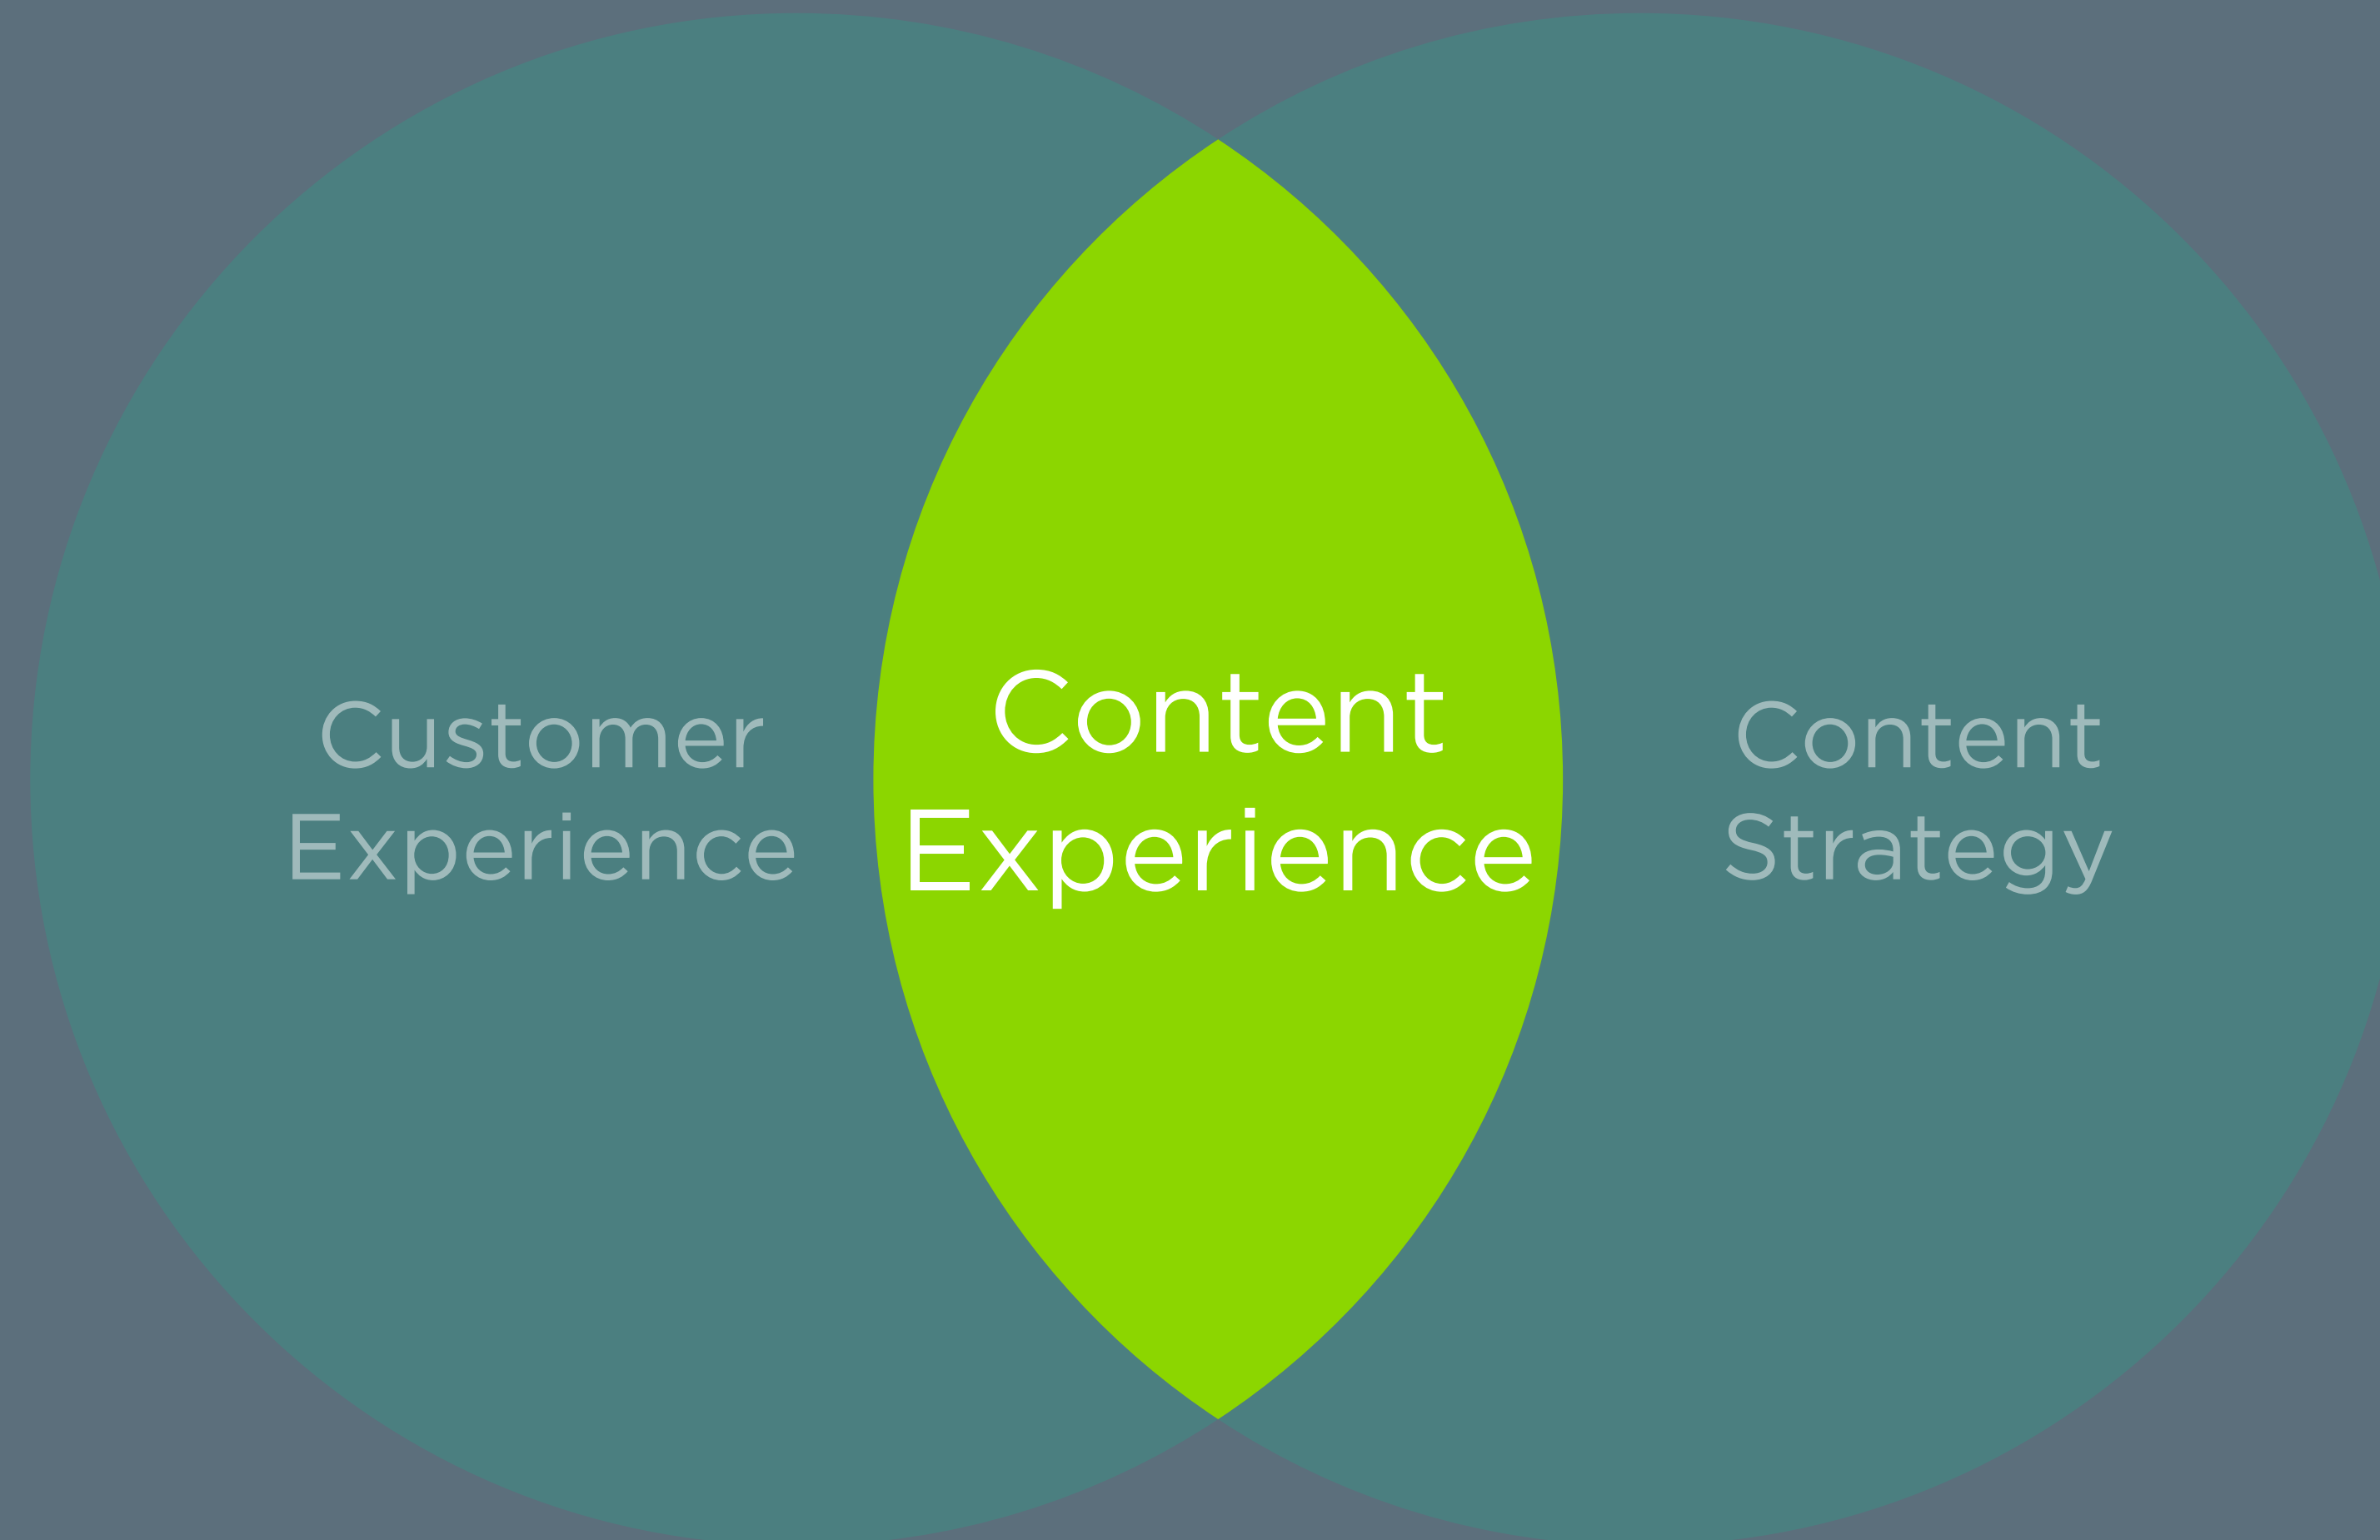 Customer
Experience
Content
Experience
Content
Strategy